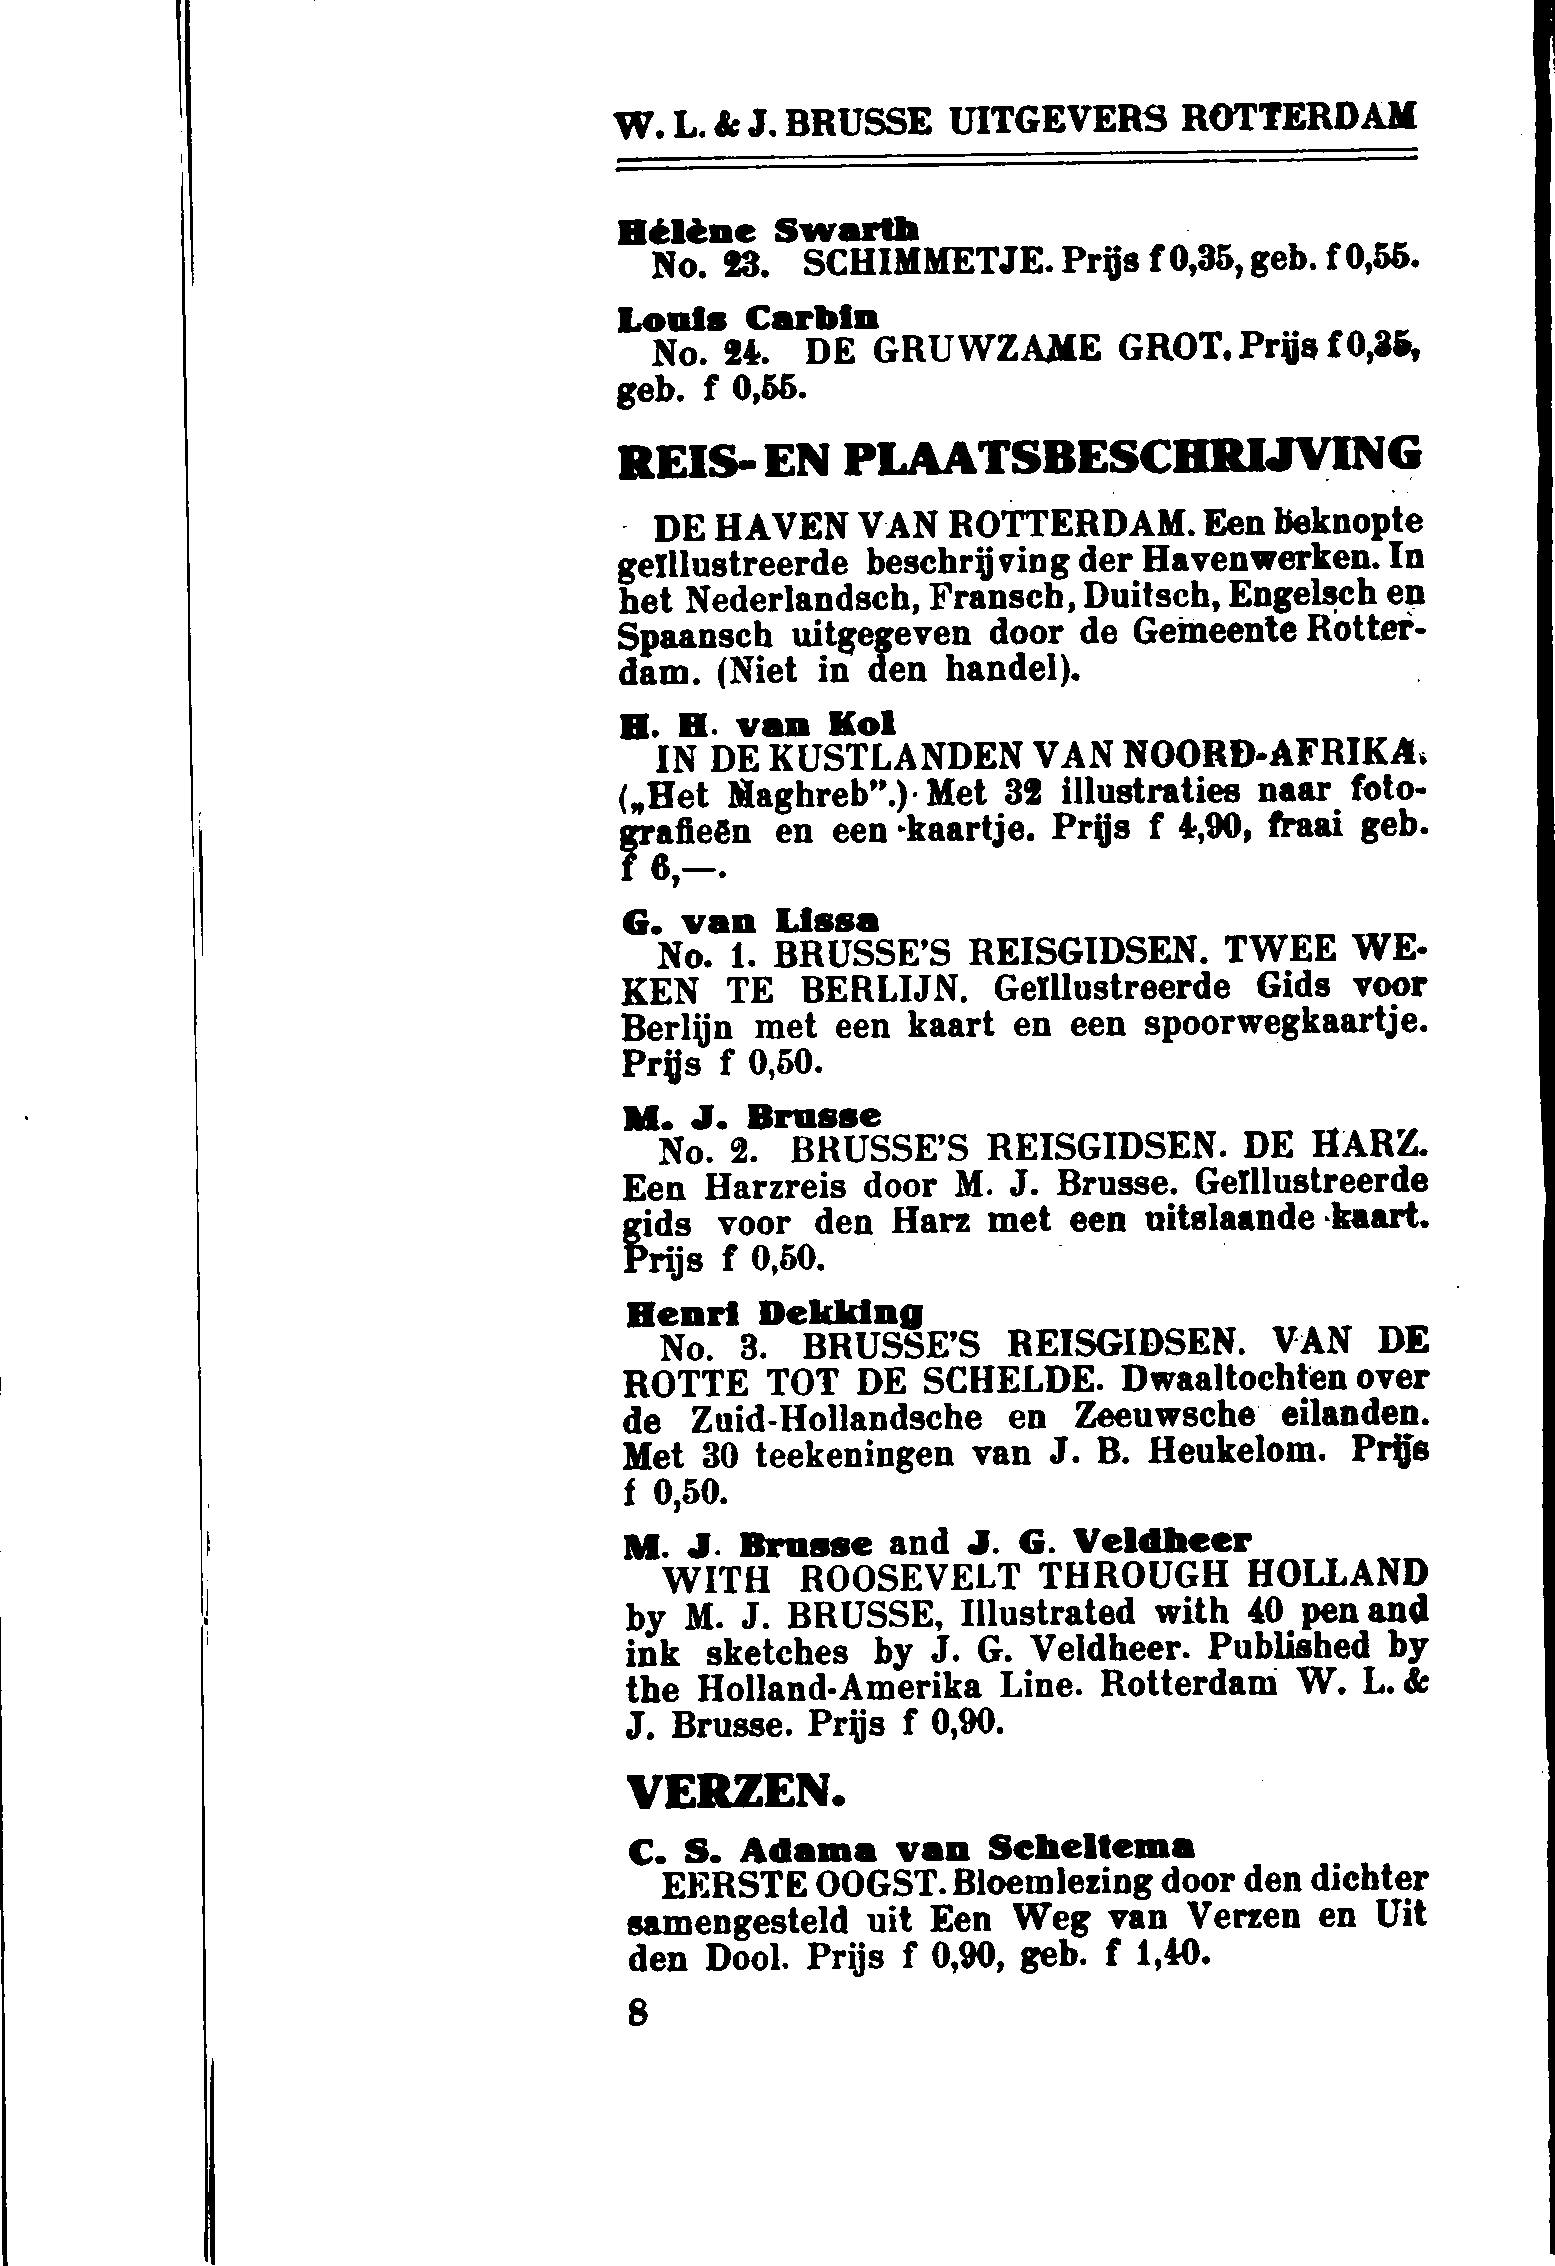 W. L. & J. BRUSSE UITGEVERS ROTTERDAM
Hélène Swarth
No. 23. SCHIMMETJE. Prijs f 0,35, geb. f 0,55.
Louis Carbin
No. 24. DE GRUWZAME GROT. Prijs f 0,35,
geb. f 0,55.
REIS- EN PLAATSBESCHRIJVING
DE HAVEN VAN ROTTERDAM. Een beknopte
geïllustreerde beschrijving der Havenwerken. In
het Nederlandsch, Fransch, Duitsch, Engelsch en
Spaansch uitgegeven door de Gemeente Rotter-
dam. (Niet in den handel).
H. H. van Kol
IN DE KUSTLANDEN VAN NOORD-AFRIKA.
(„Het Maghreb”.) Met 32 illustraties naar foto-
grafieën en een kaartje. Prijs f 4,90, fraai geb.
f 6,—.
G. van Lissa
No. 1. BRUSSE'S REISGIDSEN. TWEE WE-
KEN TE BERLIJN. Geïllustreerde Gids voor
Berlijn met een kaart en een spoorwegkaartje.
Prijs f 0,50.
M. J. Brusse
No. 2. BRUSSE'S REISGIDSEN. DE HARZ.
Een Harzreis door M. J. Brusse. Geïllustreerde
gids voor den Harz met een uitslaande kaart.
Prijs f 0,50.
Henri Dekking
No. 3. BRUSSE'S REISGIDSEN. VAN DE
ROTTE TOT DE SCHELDE. Dwaaltochten over
de Zuid-Hollandsche en Zeeuwsche eilanden.
Met 30 teekeningen van J. B. Heukelom. Prijs
f 0,50.
M. J. Brusse and J. G. Veldheer
WITH ROOSEVELT THROUGH HOLLAND
by M. J. BRUSSE, Illustrated with 40 pen and
ink sketches by J. G. Veldheer. Published by
the Holland-Amerika Line. Rotterdam W. L. &
J. Brusse. Prijs f 0,90.
VERZEN.
C. S. Adama van Scheltema
EERSTE OOGST. Bloemlezing door den dichter
samengesteld uit Een Weg van Verzen en Uit
den Dool. Prijs f 0,90, geb. f 1,40.
8